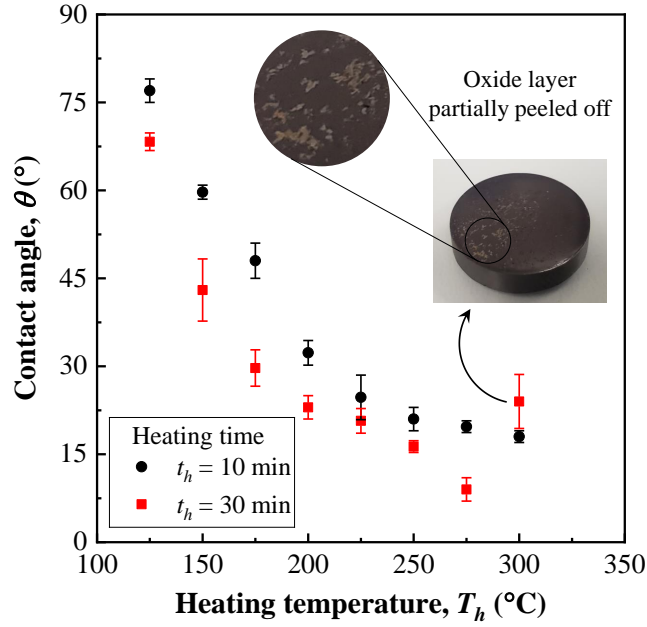 90
75
60
45
30
15
0
100
150
200
250
300
350
Contact angle, θ (°)
Heating temperature, T_h (°C)
Oxide layer
partially peeled off
Heating time
t_h = 10 min
t_h = 30 min